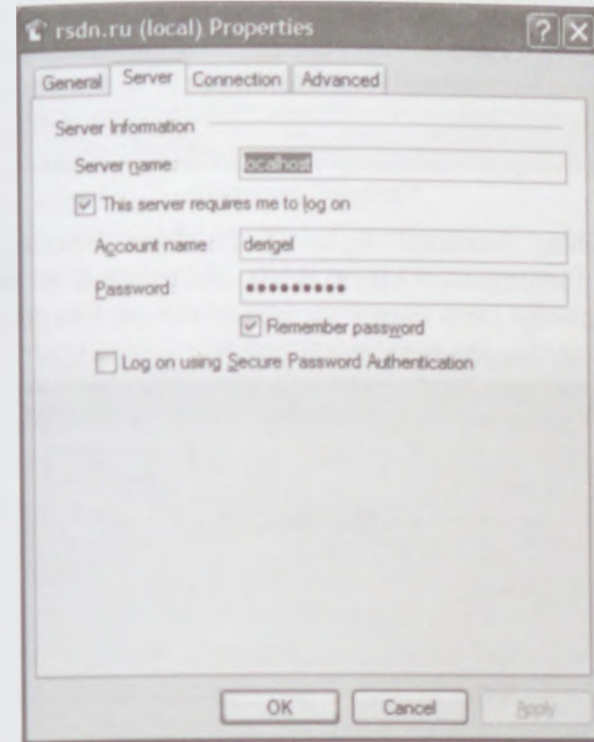 rsdn.ru (local) Properties
General Server Connection Advanced
Server Information
Server name: localhost
This server requires me to log on
Account name: derigel
Password: •••••••••
Remember password
Log on using Secure Password Authentication
OK Cancel Apply